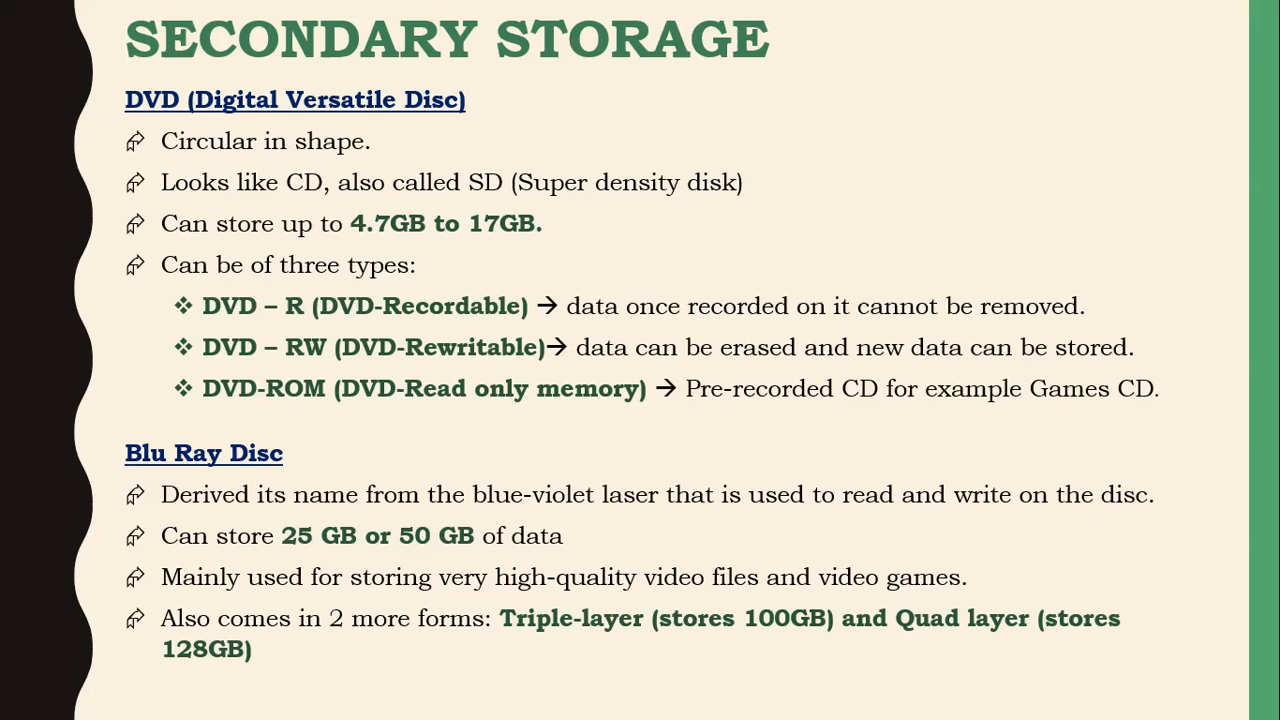 SECONDARY STORAGE
DVD (Digital Versatile Disc)
Circular in shape.
Looks like CD, also called SD (Super density disk)
Can store up to 4.7GB to 17GB.
Can be of three types:
❖ DVD – R (DVD-Recordable) → data once recorded on it cannot be removed.
❖ DVD – RW (DVD-Rewritable)→ data can be erased and new data can be stored.
❖ DVD-ROM (DVD-Read only memory) → Pre-recorded CD for example Games CD.
Blu Ray Disc
Derived its name from the blue-violet laser that is used to read and write on the disc.
Can store 25 GB or 50 GB of data
Mainly used for storing very high-quality video files and video games.
Also comes in 2 more forms: Triple-layer (stores 100GB) and Quad layer (stores
128GB)